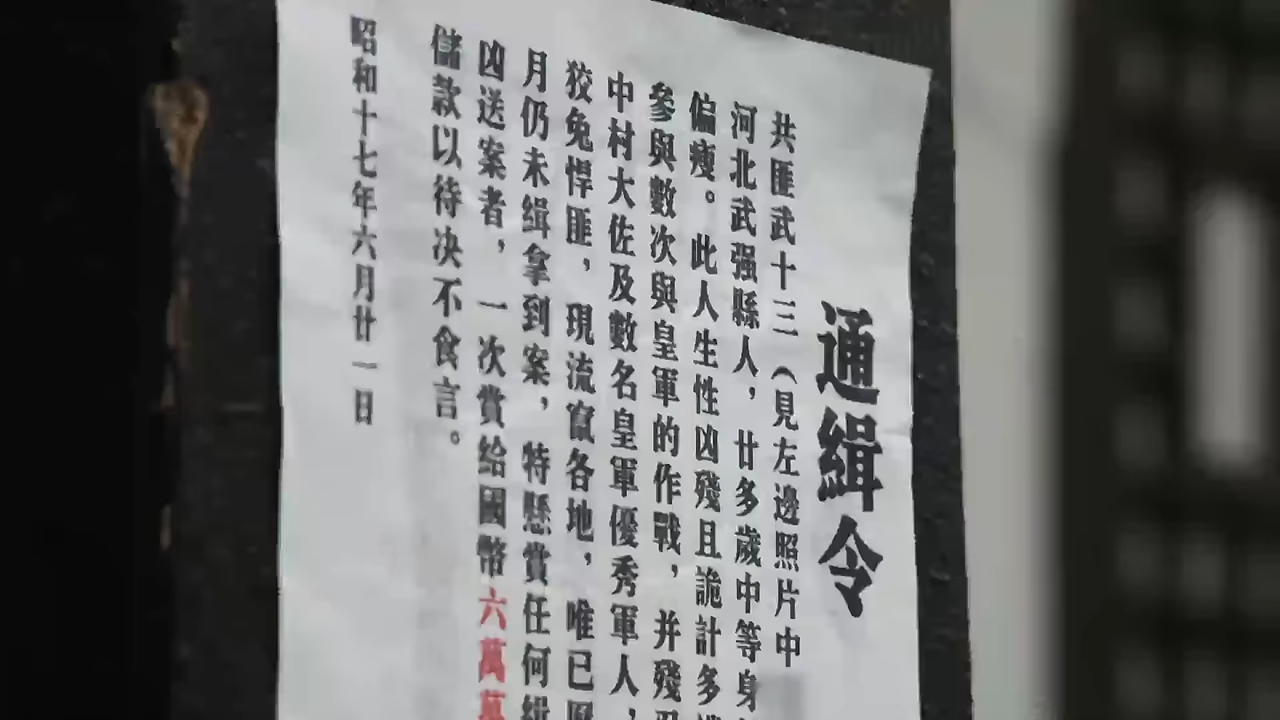 通緝令
共匪武十三（見左邊照片中
河北武强縣人，廿多歲中等身
偏瘦。此人生性凶殘且詭計多
參與數次與皇軍的作戰，并殘
中村大佐及數名皇軍優秀軍人，
狡兔悍匪，現流竄各地，唯已
月仍未緝拿到案，特懸賞任何緝
凶送案者，一次賞给國幣六萬萬
儲款以待决不食言。
昭和十七年六月廿一日